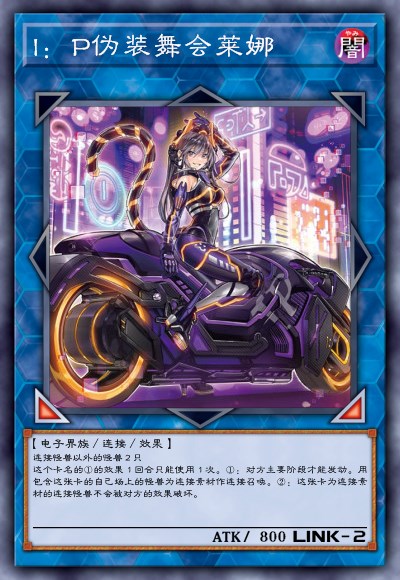 I：P伪装舞会莱娜
やみ
闇
【电子界族／连接／效果】
连接怪兽以外的怪兽2只
这个卡名的①的效果1回合只能使用1次。①：对方主要阶段才能发动。用
包含这张卡的自己场上的怪兽为连接素材作连接召唤。②：这张卡为连接素
材的连接怪兽不会被对方的效果破坏。
ATK/ 800 LINK-2